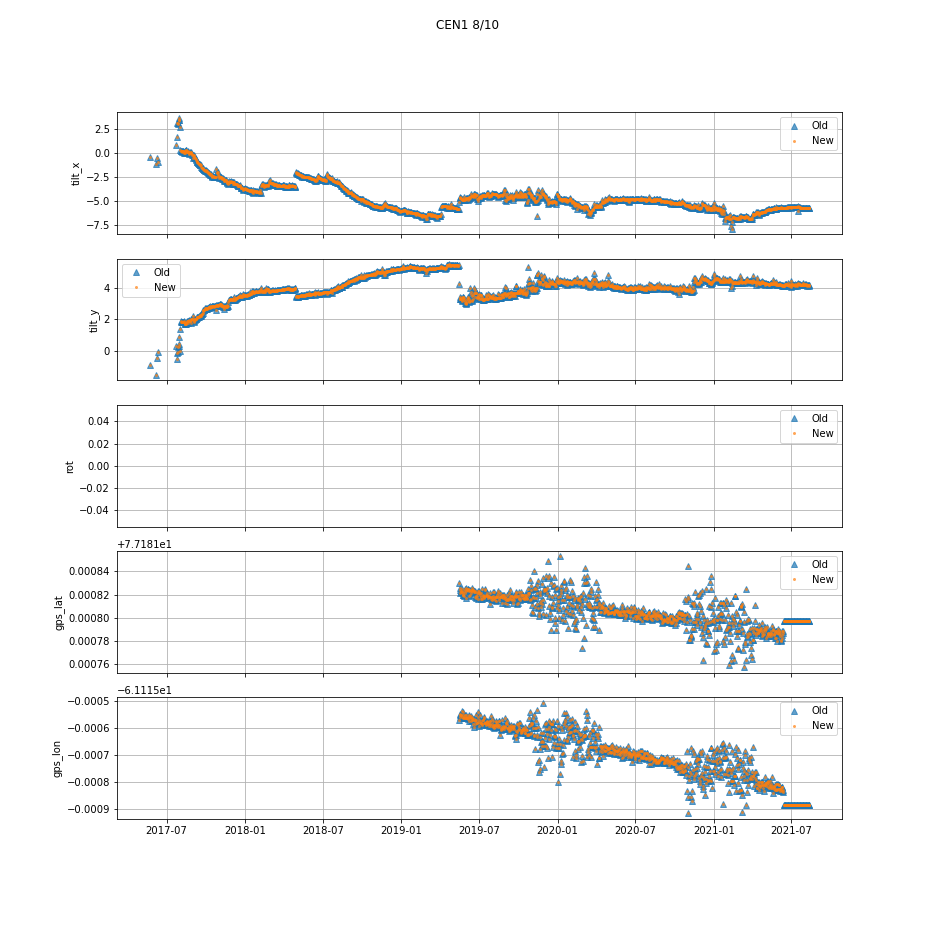 CEN1 8/10
2.5
0.0
−2.5
−5.0
−7.5
tilt_x
Old
New
4
2
0
tilt_y
Old
New
0.04
0.02
0.00
−0.02
−0.04
rot
Old
New
+7.7181e1
0.00084
0.00082
0.00080
0.00078
0.00076
gps_lat
Old
New
−6.1115e1
−0.0005
−0.0006
−0.0007
−0.0008
−0.0009
gps_lon
Old
New
2017-07 2018-01 2018-07 2019-01 2019-07 2020-01 2020-07 2021-01 2021-07